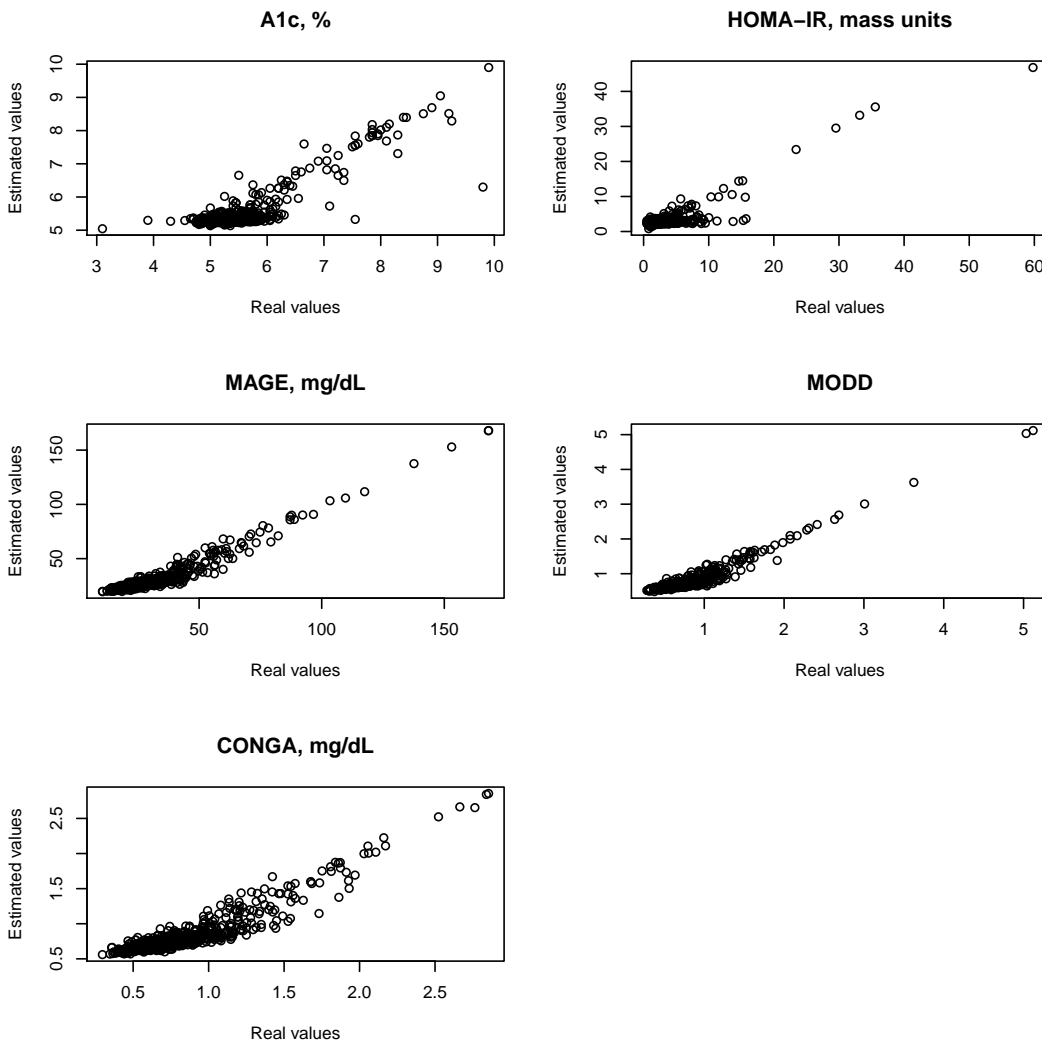 A1c, %
Estimated values
10
9
8
7
6
5
3 4 5 6 7 8 9 10
Real values
HOMA−IR, mass units
Estimated values
40
30
20
10
0
0 10 20 30 40 50 60
Real values
MAGE, mg/dL
Estimated values
150
100
50
50 100 150
Real values
MODD
Estimated values
5
4
3
2
1
1 2 3 4 5
Real values
CONGA, mg/dL
Estimated values
2.5
1.5
0.5
0.5 1.0 1.5 2.0 2.5
Real values